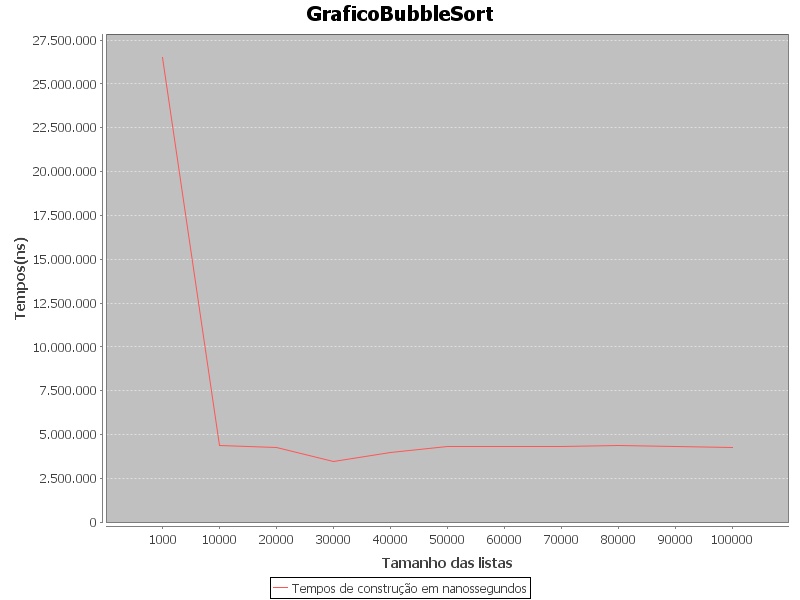 GraficoBubbleSort
27.500.000
25.000.000
22.500.000
20.000.000
17.500.000
15.000.000
12.500.000
10.000.000
7.500.000
5.000.000
2.500.000
0
Tempos(ns)
1000 10000 20000 30000 40000 50000 60000 70000 80000 90000 100000
Tamanho das listas
Tempos de construção em nanossegundos